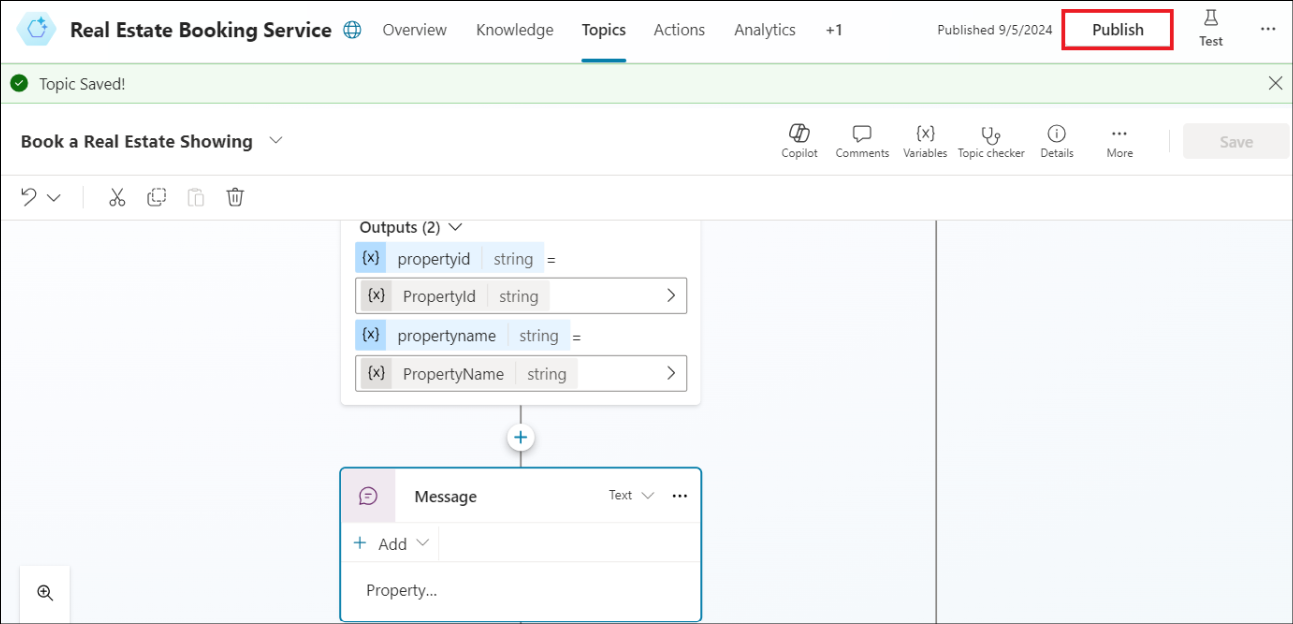 Real Estate Booking Service Overview Knowledge Topics Actions Analytics +1 Published 9/5/2024 Publish Test
Topic Saved!
Book a Real Estate Showing Copilot Comments {x} Variables Topic checker Details More Save
Outputs (2)
{x} propertyid string =
{x} PropertyId string
{x} propertyname string =
{x} PropertyName string
Message Text
Add
Property...